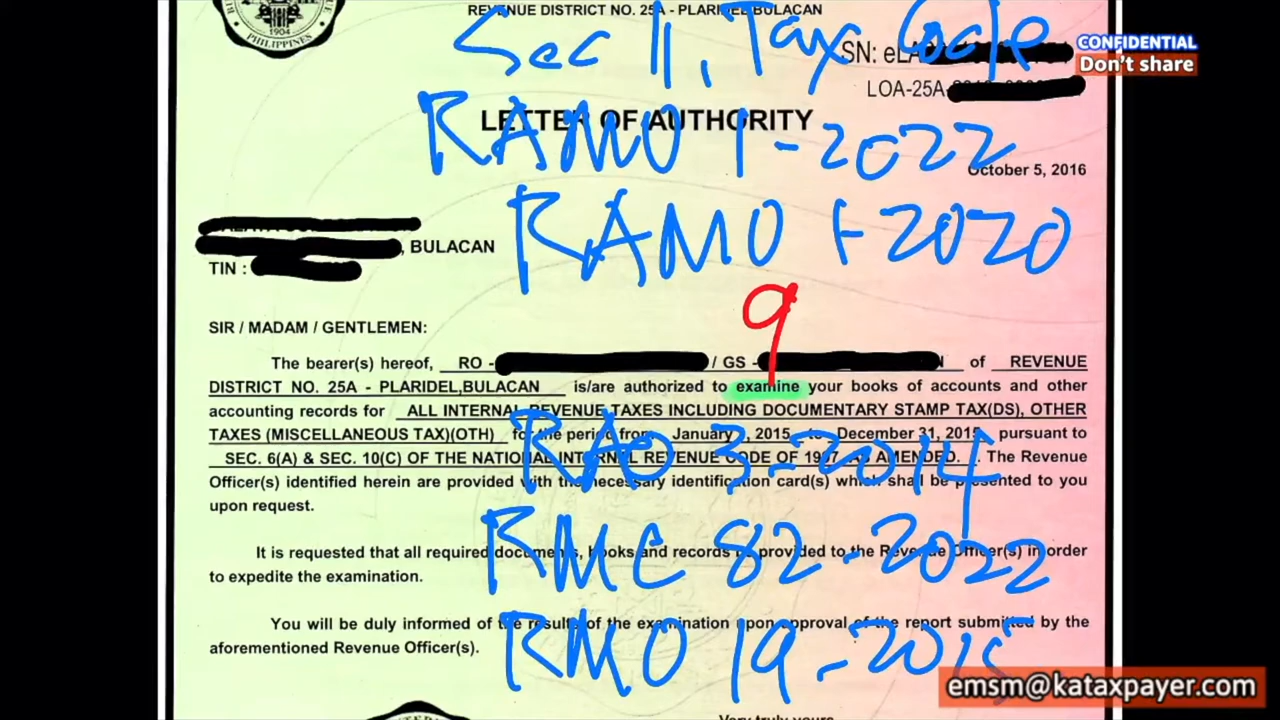 REVENUE DISTRICT NO. 25A - PLARIDEL,BULACAN
Sec 11, Tax Code
SN: eLA
CONFIDENTIAL
Don't share
LOA-25A-
LETTER OF AUTHORITY
RAMO 1-2022
October 5, 2016
RAMO 1-2020
, BULACAN
TIN :
9
SIR / MADAM / GENTLEMEN:
The bearer(s) hereof, RO - / GS - N of REVENUE
DISTRICT NO. 25A - PLARIDEL,BULACAN is/are authorized to examine your books of accounts and other
accounting records for ALL INTERNAL REVENUE TAXES INCLUDING DOCUMENTARY STAMP TAX(DS), OTHER
TAXES (MISCELLANEOUS TAX)(OTH) for the period from January , 2015 to December 31, 2015 pursuant to
RAO 3-2014
SEC. 6(A) & SEC. 10(C) OF THE NATIONAL INTERNAL REVENUE CODE OF 1997 AS AMENDED. . The Revenue
Officer(s) identified herein are provided with the necessary identification card(s) which shall be presented to you
upon request.
RMC 82-2022
It is requested that all required documents, books and records be provided to the Revenue Officer(s) in order
to expedite the examination.
You will be duly informed of the results of the examination upon approval of the report submitted by the
aforementioned Revenue Officer(s).
RMO 19-2015
emsm@kataxpayer.com
Very truly yours
1904
PHILIPPINES